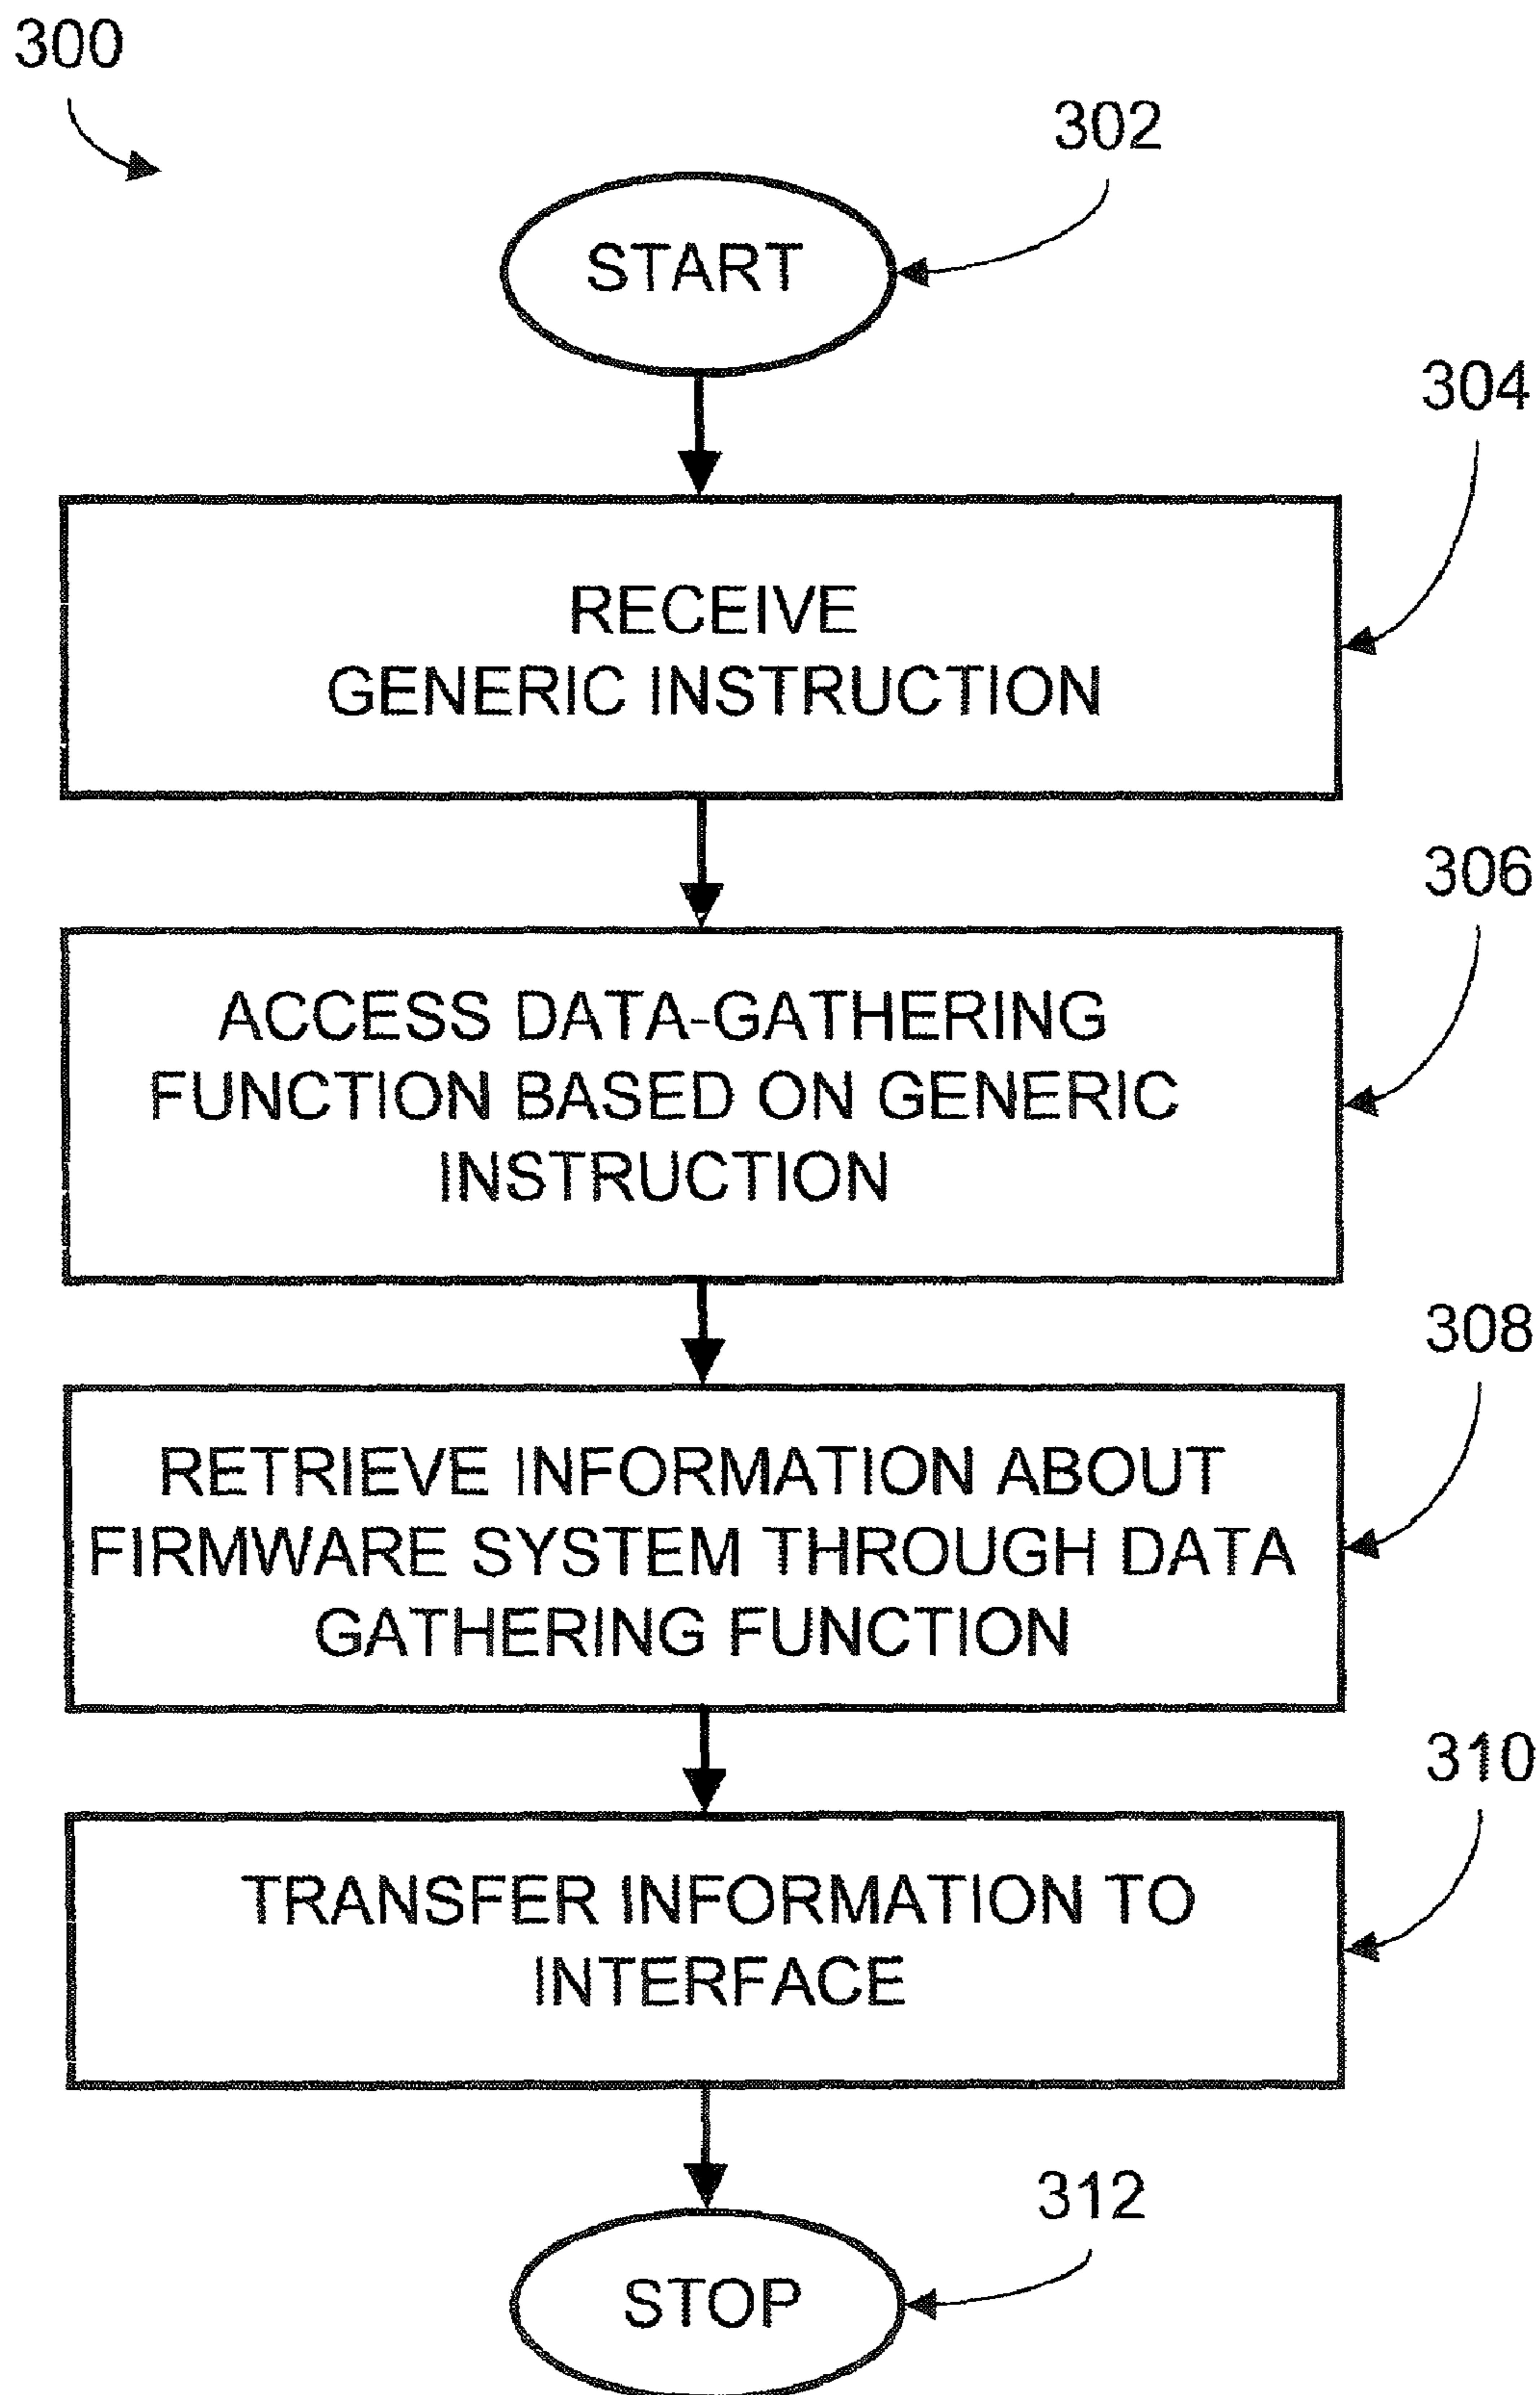 300
302
START
304
RECEIVE
GENERIC INSTRUCTION
306
ACCESS DATA-GATHERING
FUNCTION BASED ON GENERIC
INSTRUCTION
308
RETRIEVE INFORMATION ABOUT
FIRMWARE SYSTEM THROUGH DATA
GATHERING FUNCTION
310
TRANSFER INFORMATION TO
INTERFACE
312
STOP